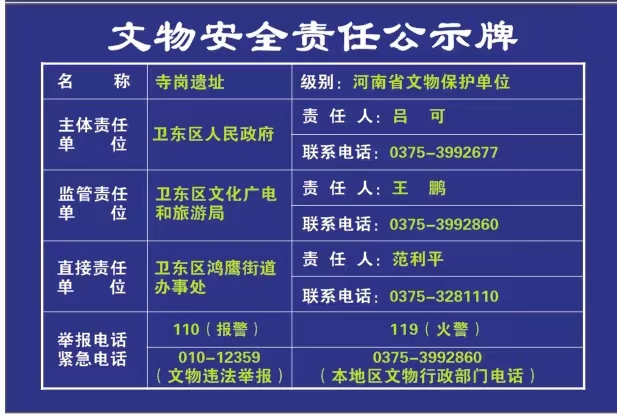 文物安全责任公示牌
名 称 寺岗遗址 级别：河南省文物保护单位
主体责任
单 位
卫东区人民政府
责 任 人：吕 可
联系电话：0375-3992677
监管责任
单 位
卫东区文化广电
和旅游局
责 任 人：王 鹏
联系电话：0375-3992860
直接责任
单 位
卫东区鸿鹰街道
办事处
责 任 人：范利平
联系电话：0375-3281110
举报电话
紧急电话
110（报警） 119（火警）
010-12359
（文物违法举报）
0375-3992860
（本地区文物行政部门电话）